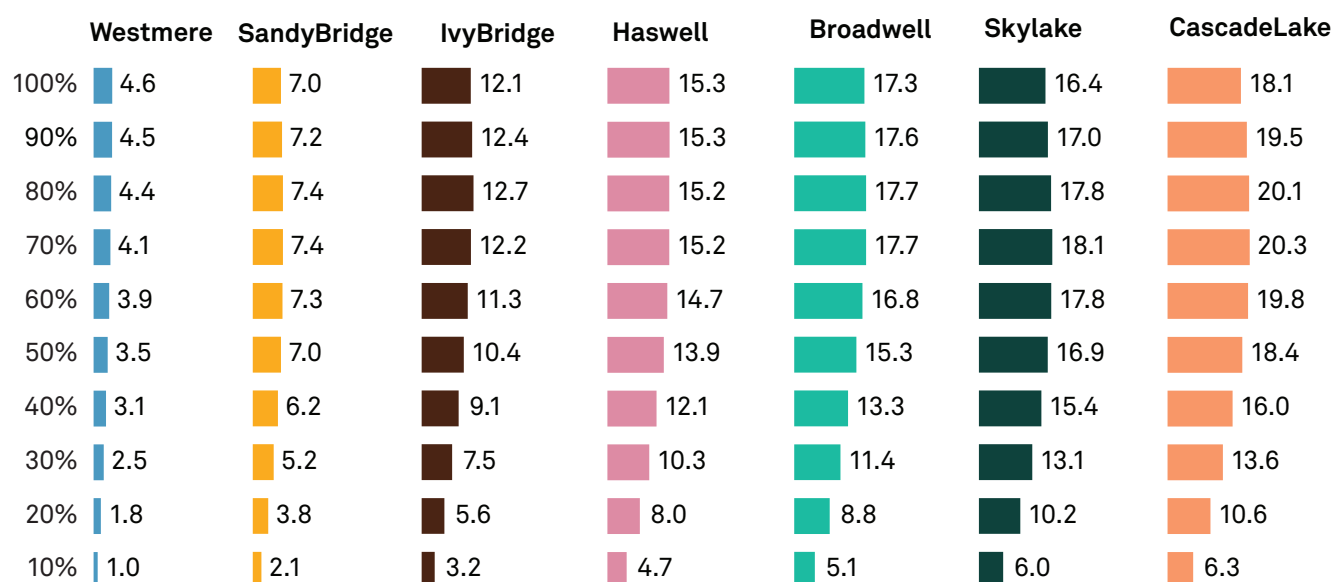 Westmere SandyBridge IvyBridge Haswell Broadwell Skylake CascadeLake
100% 4.6 7.0 12.1 15.3 17.3 16.4 18.1
90% 4.5 7.2 12.4 15.3 17.6 17.0 19.5
80% 4.4 7.4 12.7 15.2 17.7 17.8 20.1
70% 4.1 7.4 12.2 15.2 17.7 18.1 20.3
60% 3.9 7.3 11.3 14.7 16.8 17.8 19.8
50% 3.5 7.0 10.4 13.9 15.3 16.9 18.4
40% 3.1 6.2 9.1 12.1 13.3 15.4 16.0
30% 2.5 5.2 7.5 10.3 11.4 13.1 13.6
20% 1.8 3.8 5.6 8.0 8.8 10.2 10.6
10% 1.0 2.1 3.2 4.7 5.1 6.0 6.3